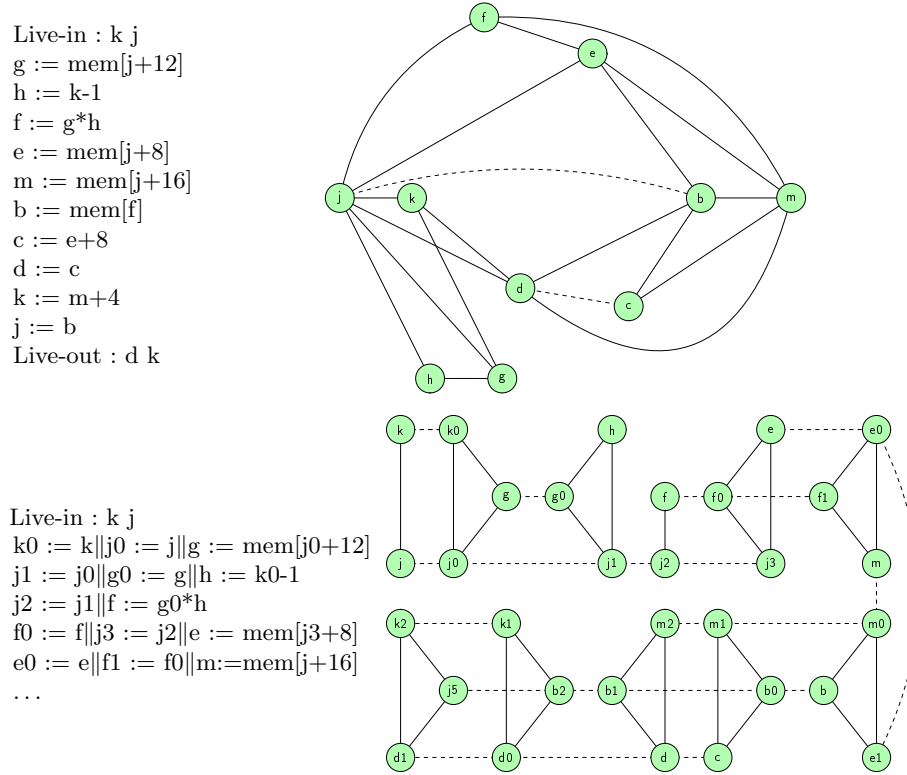 Live-in : k j
g := mem[j+12]
h := k-1
f := g*h
e := mem[j+8]
m := mem[j+16]
b := mem[f]
c := e+8
d := c
k := m+4
j := b
Live-out : d k
f
e
j
k
b
m
d
c
h
g
Live-in : k j
k0 := k||j0 := j||g := mem[j0+12]
j1 := j0||g0 := g||h := k0-1
j2 := j1||f := g0*h
f0 := f||j3 := j2||e := mem[j3+8]
e0 := e||f1 := f0||m:=mem[j+16]
...
k k0 h e e0
g g0 f f0 f1
j j0 j1 j2 j3 m
k2 k1 m2 m1 m0
j5 b2 b1 b0 b
d1 d0 d c e1